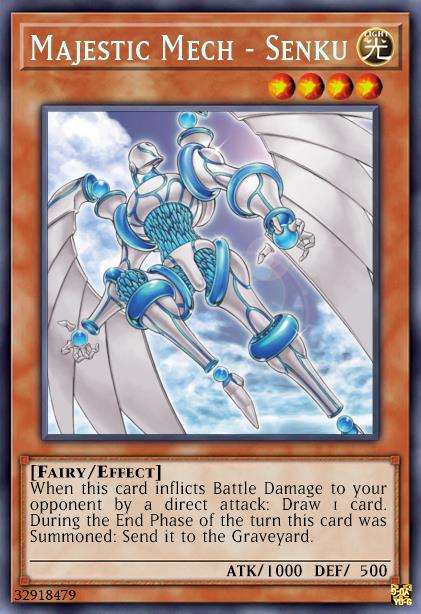 MAJESTIC MECH - SENKU
LIGHT
光
[FAIRY/EFFECT]
When this card inflicts Battle Damage to your
opponent by a direct attack: Draw 1 card.
During the End Phase of the turn this card was
Summoned: Send it to the Graveyard.
ATK/1000 DEF/ 500
32918479